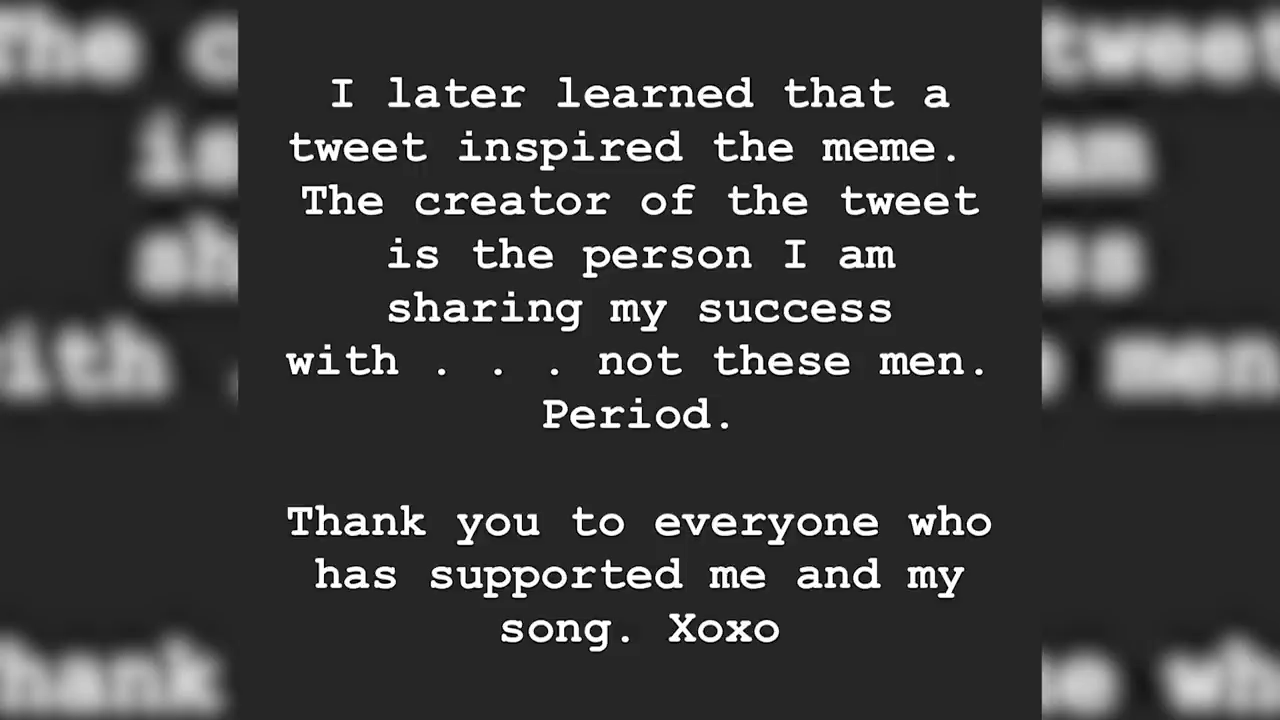 I later learned that a
tweet inspired the meme.
The creator of the tweet
is the person I am
sharing my success
with . . . not these men.
Period.
Thank you to everyone who
has supported me and my
song. Xoxo